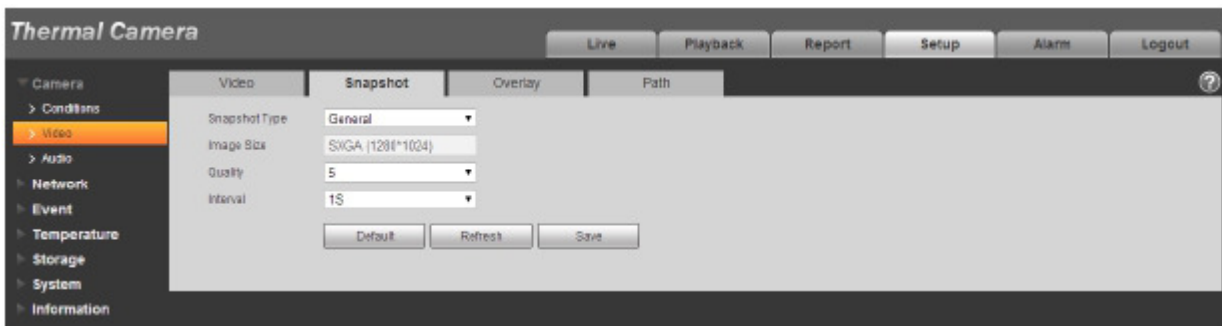 Thermal Camera
Live Playback Report Setup Alarm Logout
Camera
> Conditions
> Video
> Audio
Network
Event
Temperature
Storage
System
Information
Video Snapshot Overlay Path
Snapshot Type General
Image Size SXGA (1280*1024)
Quality 5
Interval 1S
Default Refresh Save
?